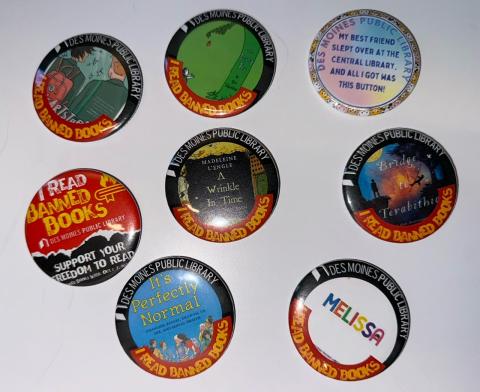 DES MOINES PUBLIC LIBRARY
I READ BANNED BOOKS
DES MOINES PUBLIC LIBRARY
I READ BANNED BOOKS
DES MOINES PUBLIC LIBRARY
MY BEST FRIEND
SLEPT OVER AT THE
CENTRAL LIBRARY,
AND ALL I GOT WAS
THIS BUTTON!
I READ
BANNED
BOOKS
DES MOINES PUBLIC LIBRARY
SUPPORT YOUR
FREEDOM TO READ
DES MOINES PUBLIC LIBRARY
MADELEINE
L'ENGLE
A
Wrinkle
In Time
I READ BANNED BOOKS
DES MOINES PUBLIC LIBRARY
Bridge
to
Terabithia
I READ BANNED BOOKS
DES MOINES PUBLIC LIBRARY
It's
Perfectly
Normal
I READ BANNED BOOKS
DES MOINES PUBLIC LIBRARY
MELISSA
I READ BANNED BOOKS